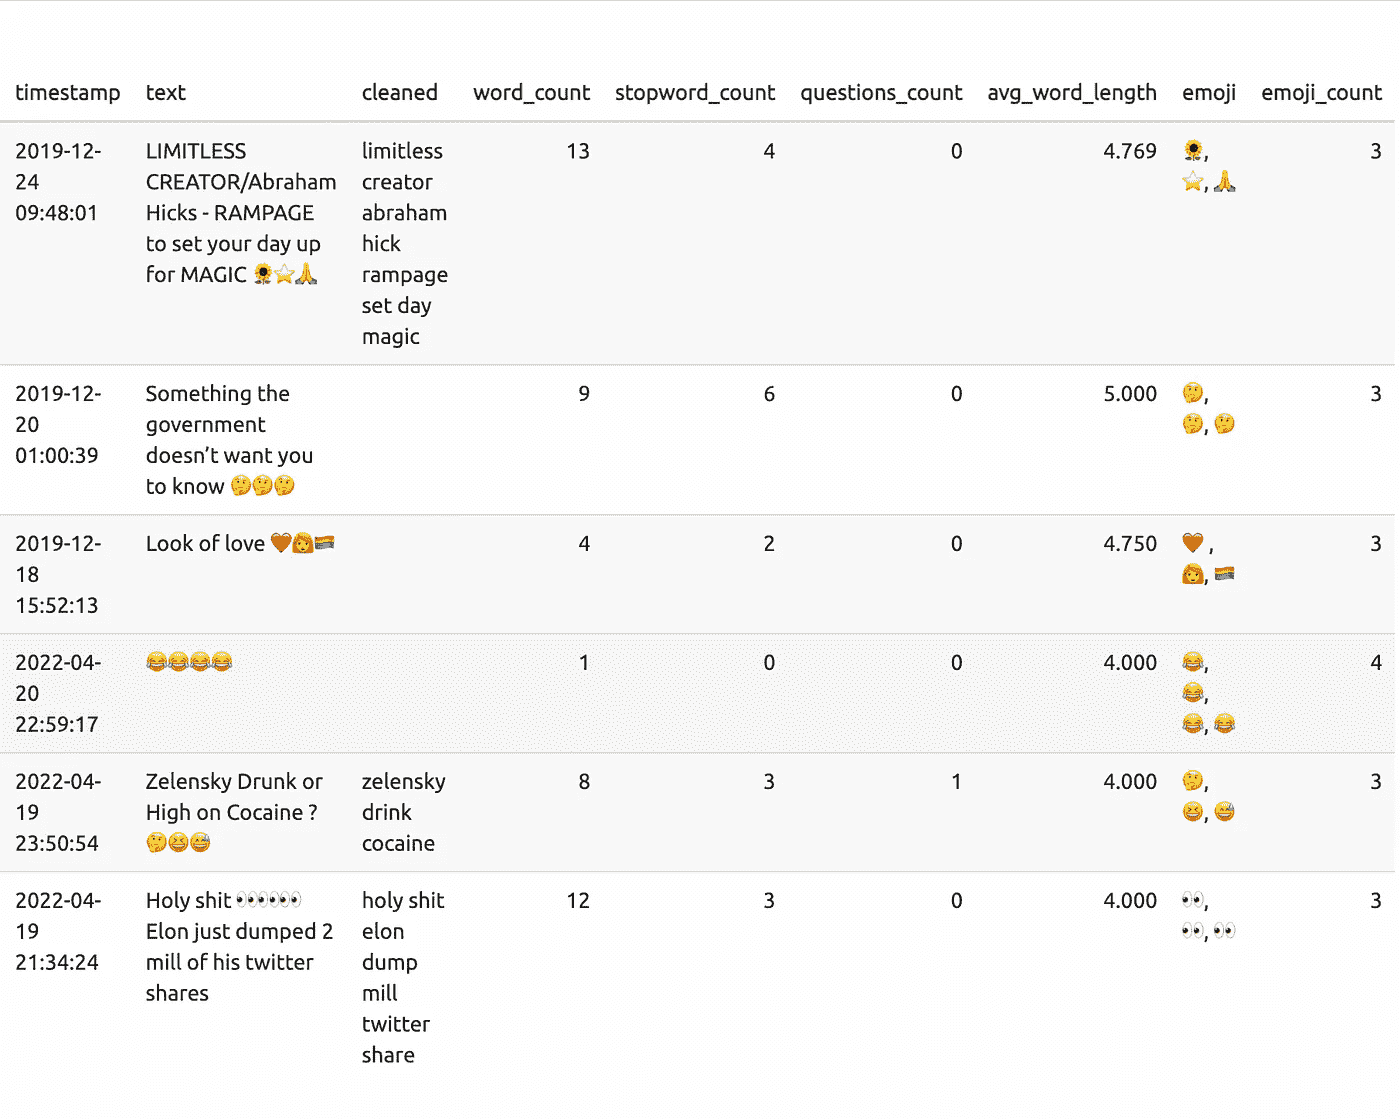 timestamp text cleaned word_count stopword_count questions_count avg_word_length emoji emoji_count
2019-12- LIMITLESS limitless 13 4 0 4.769 🌻, 3
24 CREATOR/Abraham creator ⭐, 🙏
09:48:01 Hicks - RAMPAGE abraham
to set your day up hick
for MAGIC 🌻⭐🙏 rampage
set day
magic
2019-12- Something the 9 6 0 5.000 🤔, 3
20 government 🤔, 🤔
01:00:39 doesn’t want you
to know 🤔🤔🤔
2019-12- Look of love 🧡👩‍🦰🏳️‍🌈 4 2 0 4.750 🧡 , 3
18 👩‍🦰, 🏳️‍🌈
15:52:13
2022-04- 😂😂😂😂 1 0 0 4.000 😂, 4
20 😂,
22:59:17 😂, 😂
2022-04- Zelensky Drunk or zelensky 8 3 1 4.000 🤔, 3
19 High on Cocaine ? drink 😆, 😅
23:50:54 🤔😆😅 cocaine
2022-04- Holy shit 👀👀👀 holy shit 12 3 0 4.000 👀, 3
19 Elon just dumped 2 elon 👀, 👀
21:34:24 mill of his twitter dump
shares mill
twitter
share